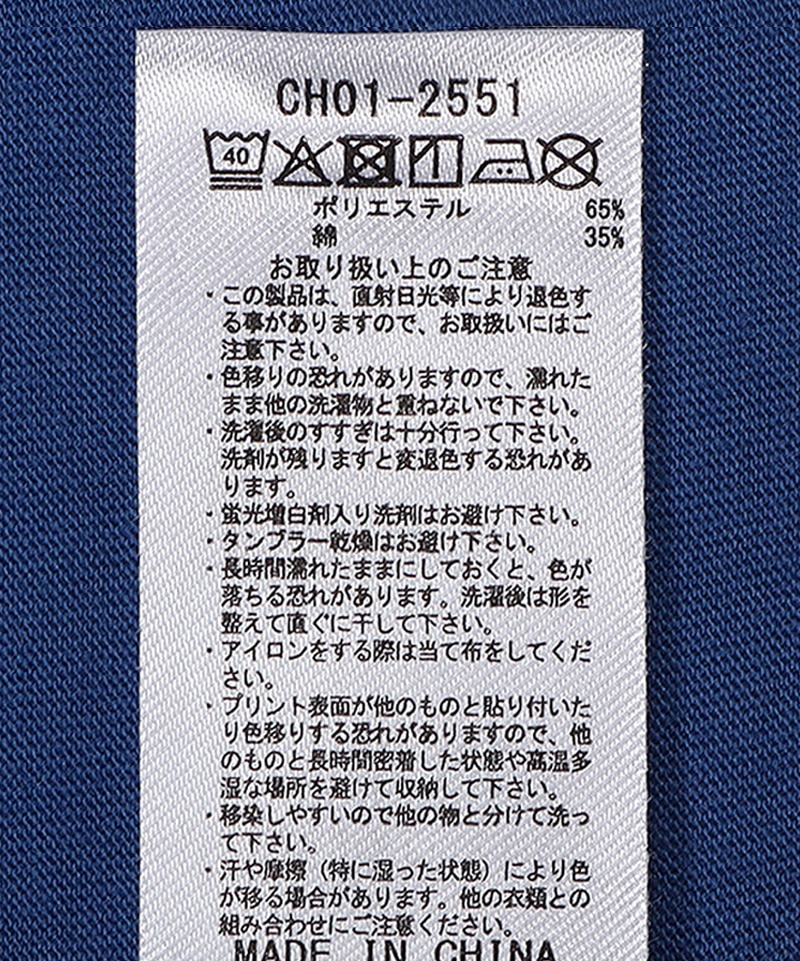 CH01-2551
40
ポリエステル 65%
綿 35%
お取り扱い上のご注意
・この製品は、直射日光等により退色す
る事がありますので、お取扱いにはご
注意下さい。
・色移りの恐れがありますので、濡れた
まま他の洗濯物と重ねないで下さい。
・洗濯後のすすぎは十分行って下さい。
洗剤が残りますと変退色する恐れがあ
ります。
・蛍光増白剤入り洗剤はお避け下さい。
・タンブラー乾燥はお避け下さい。
・長時間濡れたままにしておくと、色が
落ちる恐れがあります。洗濯後は形を
整えて直ぐに干して下さい。
・アイロンをする際は当て布をしてくだ
さい。
・プリント表面が他のものと貼り付いた
り色移りする恐れがありますので、他
のものと長時間密着した状態や高温多
湿な場所を避けて収納して下さい。
・移染しやすいので他の物と分けて洗っ
て下さい。
・汗や摩擦（特に湿った状態）により色
が移る場合があります。他の衣類との
組み合わせにご注意ください。
MADE IN CHINA